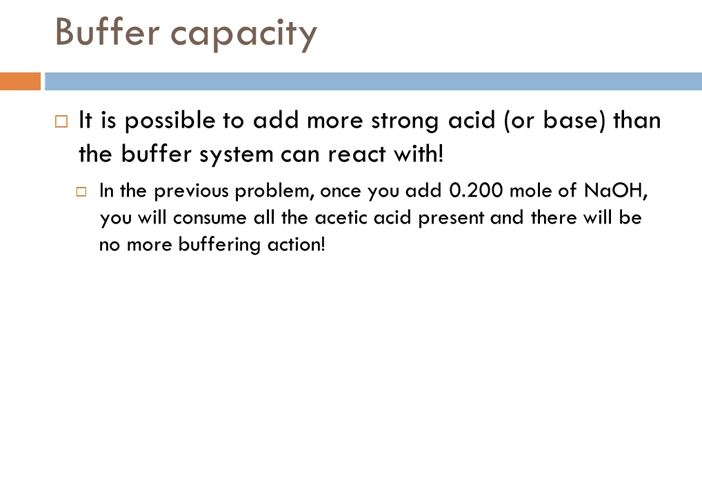 Buffer capacity
It is possible to add more strong acid (or base) than
the buffer system can react with!
In the previous problem, once you add 0.200 mole of NaOH,
you will consume all the acetic acid present and there will be
no more buffering action!